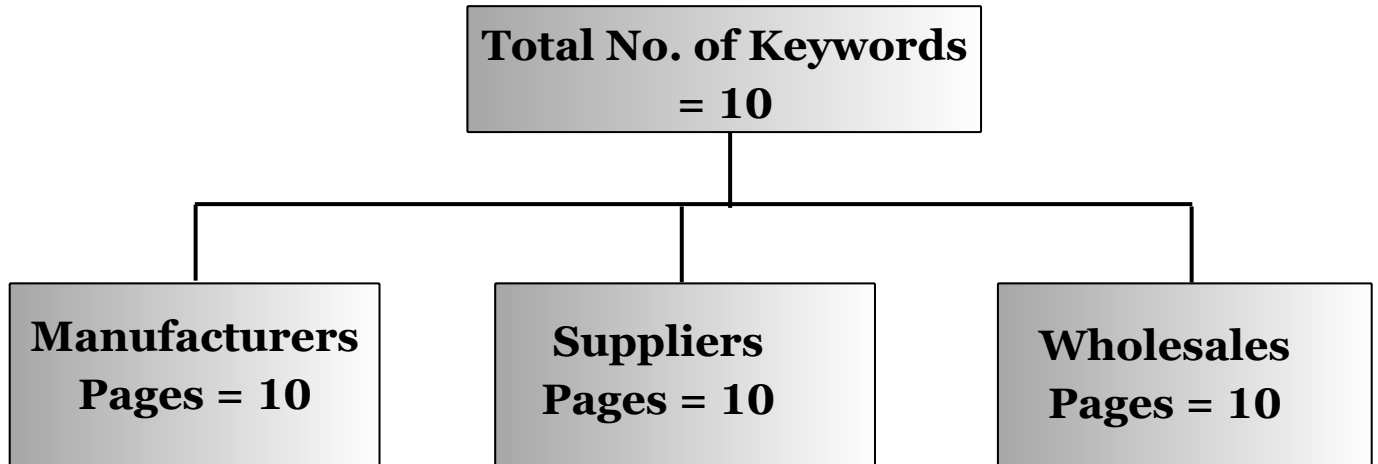 Total No. of Keywords
= 10
Manufacturers
Pages = 10
Suppliers
Pages = 10
Wholesales
Pages = 10